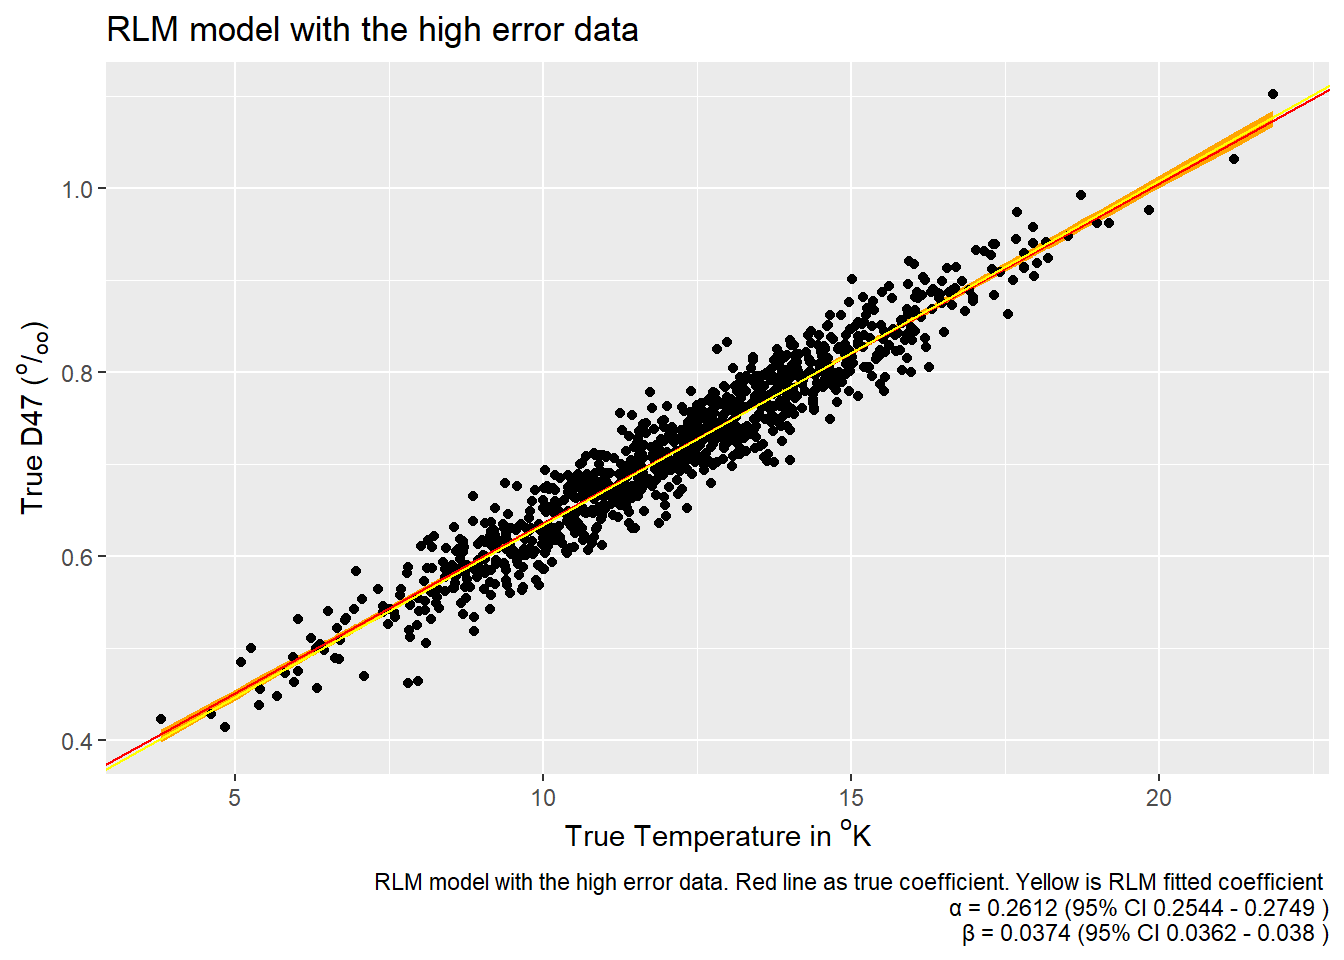 RLM model with the high error data
True D47 (o/oo)
1.0
0.8
0.6
0.4
5 10 15 20
True Temperature in oK
RLM model with the high error data. Red line as true coefficient. Yellow is RLM fitted coefficient
α = 0.2612 (95% CI 0.2544 - 0.2749 )
β = 0.0374 (95% CI 0.0362 - 0.038 )